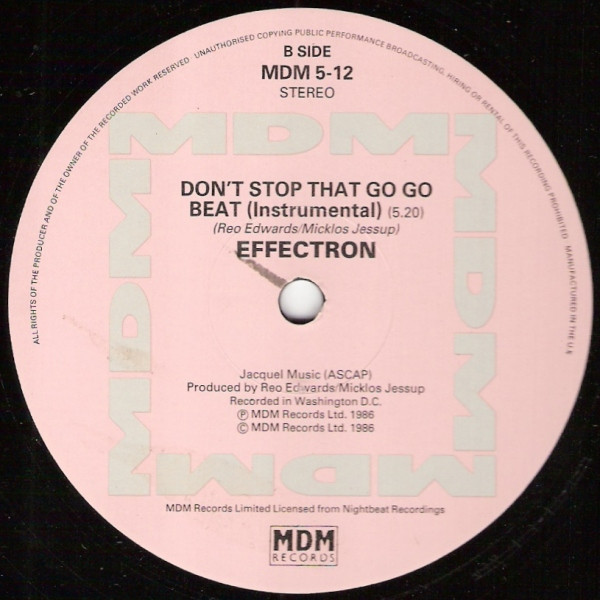 ALL RIGHTS OF THE PRODUCER AND OF THE OWNER OF THE RECORDED WORK RESERVED   UNAUTHORISED COPYING PUBLIC PERFORMANCE BROADCASTING, HIRING OR RENTAL OF THIS RECORDING PROHIBITED   MANUFACTURED IN THE U.K
B SIDE
MDM 5-12
STEREO
MDM
MDM
MDM
MDM
DON'T STOP THAT GO GO
BEAT (Instrumental) (5.20)
(Reo Edwards/Micklos Jessup)
EFFECTRON
Jacquel Music (ASCAP)
Produced by Reo Edwards/Micklos Jessup
Recorded in Washington D.C.
Ⓟ MDM Records Ltd. 1986
© MDM Records Ltd. 1986
MDM Records Limited Licensed from Nightbeat Recordings
MDM
RECORDS